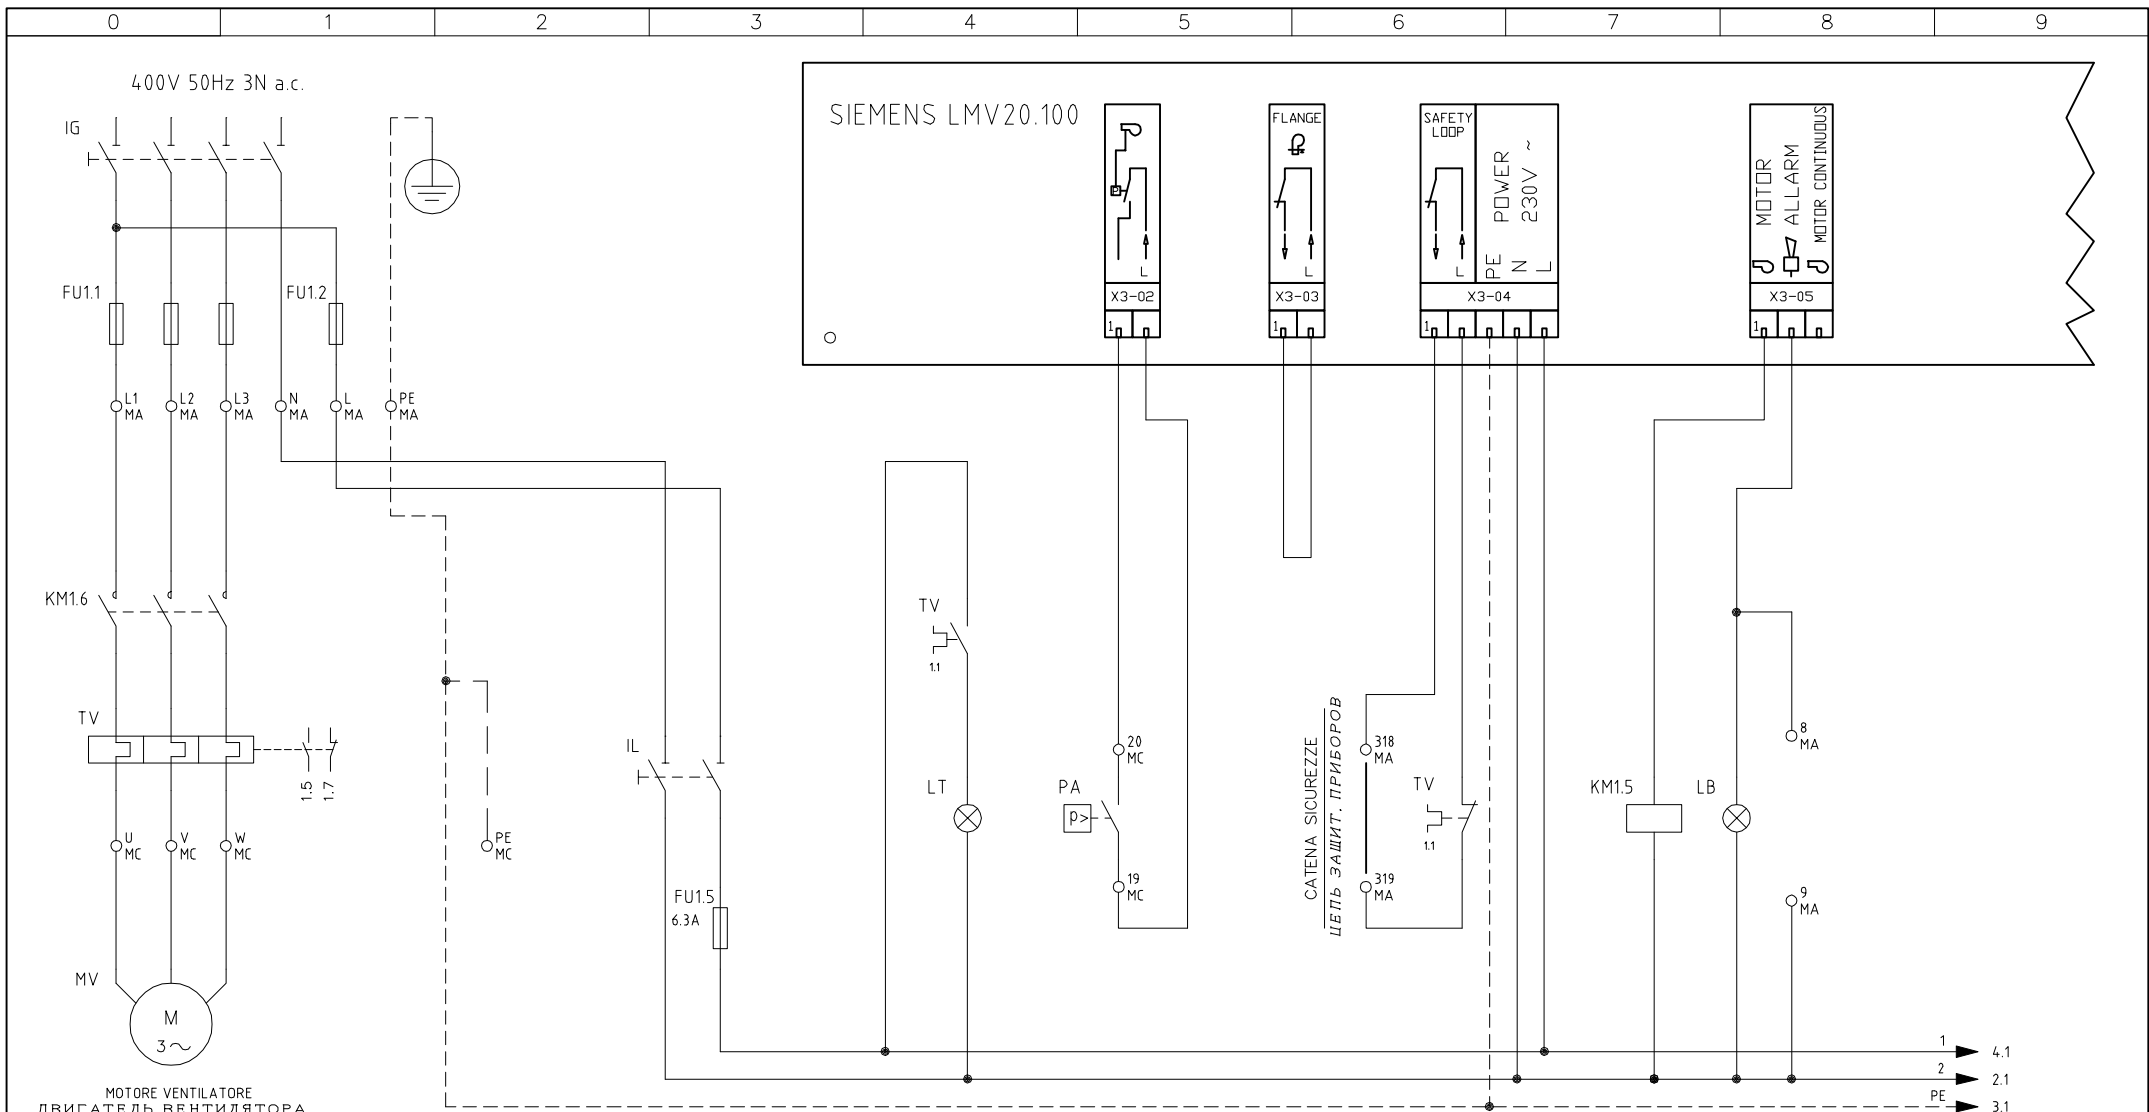 0 1 2 3 4 5 6 7 8 9
400V 50Hz 3N a.c.
IG
SIEMENS LMV20.100
P
L
X3-02
1
FLANGE
L
X3-03
1
SAFETY
LOOP
L
PE
N
L
POWER
230V ~
X3-04
1
MOTOR
ALLARM
MOTOR CONTINUOUS
X3-05
1
FU1.1
FU1.2
L1
MA
L2
MA
L3
MA
N
MA
L
MA
PE
MA
KM1.6
TV
1.5
1.7
U
MC
V
MC
W
MC
PE
MC
MV
M
3~
MOTORE VENTILATORE
ДВИГАТЕЛЬ ВЕНТИЛЯТОРА
IL
FU1.5
6.3A
TV
1.1
LT
20
MC
PA
P>
19
MC
CATENA SICUREZZE
ЦЕПЬ ЗАЩИТ. ПРИБОРОВ
318
MA
319
MA
TV
1.1
KM1.5
LB
8
MA
9
MA
1
4.1
2
2.1
PE
3.1